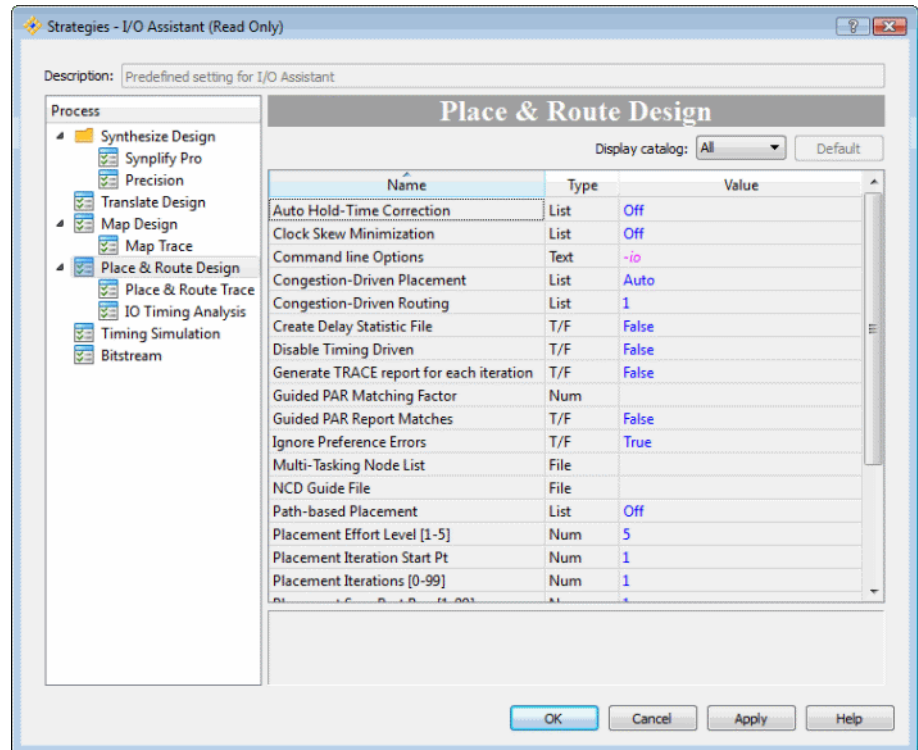 Strategies - I/O Assistant (Read Only)
Description: Predefined setting for I/O Assistant
Process
Synthesize Design
Synplify Pro
Precision
Translate Design
Map Design
Map Trace
Place & Route Design
Place & Route Trace
IO Timing Analysis
Timing Simulation
Bitstream
Place & Route Design
Display catalog: All Default
Name Type Value
Auto Hold-Time Correction List Off
Clock Skew Minimization List Off
Command line Options Text -io
Congestion-Driven Placement List Auto
Congestion-Driven Routing List 1
Create Delay Statistic File T/F False
Disable Timing Driven T/F False
Generate TRACE report for each iteration T/F False
Guided PAR Matching Factor Num
Guided PAR Report Matches T/F False
Ignore Preference Errors T/F True
Multi-Tasking Node List File
NCD Guide File File
Path-based Placement List Off
Placement Effort Level [1-5] Num 5
Placement Iteration Start Pt Num 1
Placement Iterations [0-99] Num 1
OK Cancel Apply Help